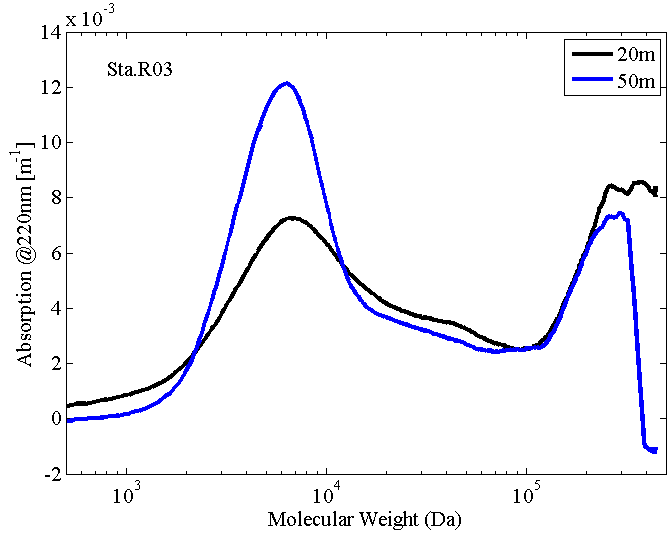 x 10^-3
14
Sta.R03
20m
50m
12
10
8
6
4
2
0
-2
Absorption @220nm [m^-1]
10^3
10^4
10^5
Molecular Weight (Da)